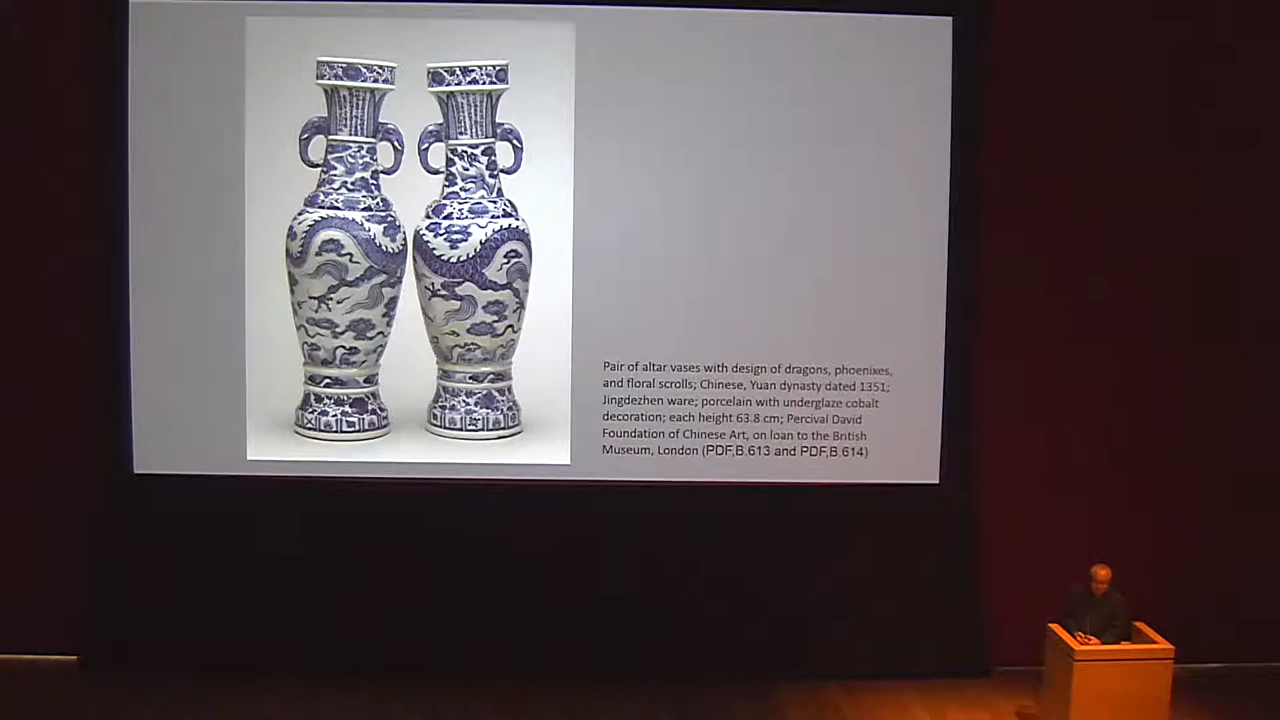 Pair of altar vases with design of dragons, phoenixes,
and floral scrolls; Chinese, Yuan dynasty dated 1351;
Jingdezhen ware; porcelain with underglaze cobalt
decoration; each height 63.8 cm; Percival David
Foundation of Chinese Art, on loan to the British
Museum, London (PDF,B.613 and PDF,B.614)